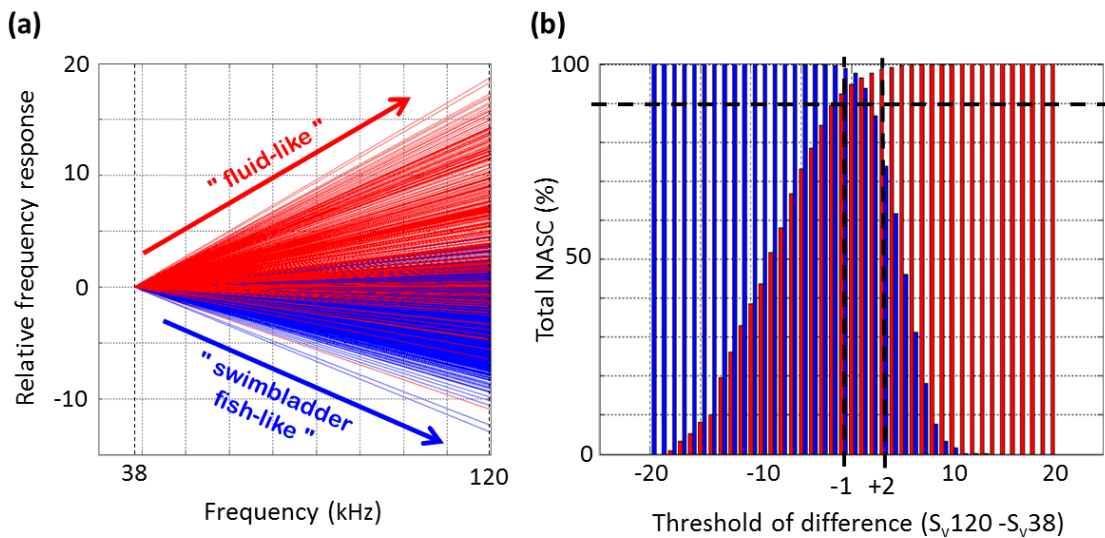 (a)
Relative frequency response
20
10
0
-10
" fluid-like "
" swimbladder
fish-like "
38
120
Frequency (kHz)
(b)
Total NASC (%)
100
50
0
-20
-10
-1
+2
10
20
Threshold of difference (Sv120 -Sv38)